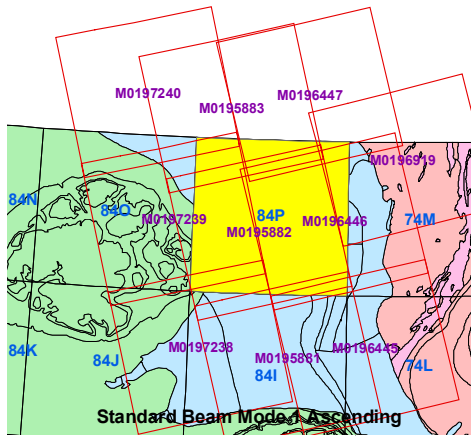 M0197240
M0196447
M0195883
M0196919
84N
84O
M0197239
84P
M0196446
74M
M0195882
84K
84J
M0197238
M0195881
M0196445
84I
74L
Standard Beam Mode 1 Ascending